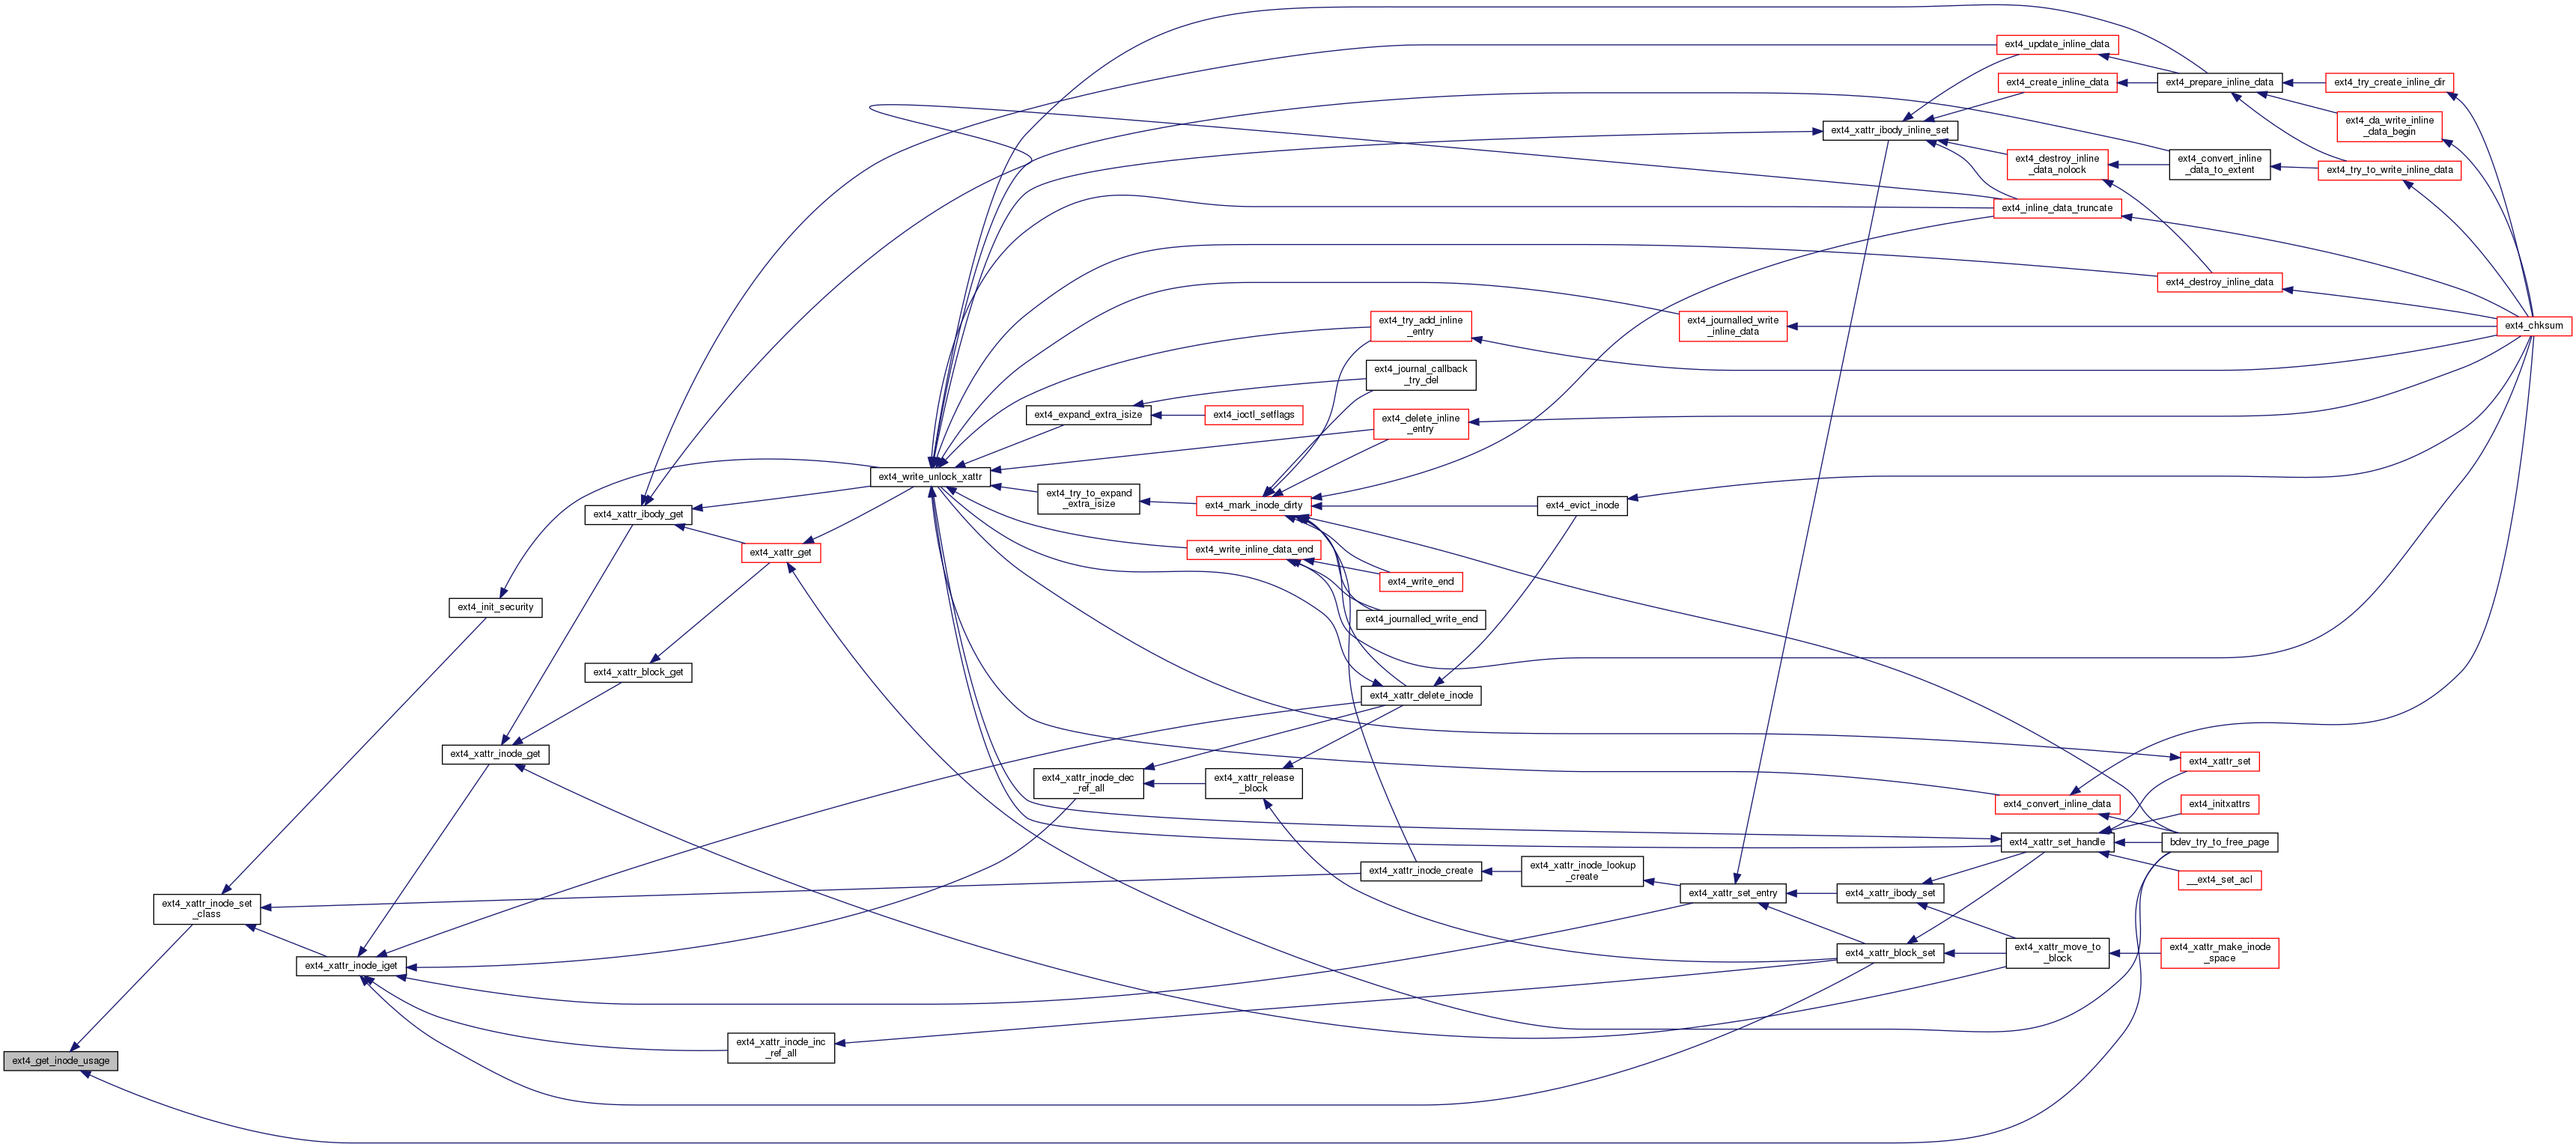 ext4_update_inline_data
ext4_create_inline_data
ext4_prepare_inline_data
ext4_try_create_inline_dir
ext4_da_write_inline
_data_begin
ext4_xattr_ibody_inline_set
ext4_destroy_inline
_data_nolock
ext4_convert_inline
_data_to_extent
ext4_try_to_write_inline_data
ext4_inline_data_truncate
ext4_destroy_inline_data
ext4_try_add_inline
_entry
ext4_journalled_write
_inline_data
ext4_chksum
ext4_journal_callback
_try_del
ext4_expand_extra_isize
ext4_ioctl_setflags
ext4_delete_inline
_entry
ext4_write_unlock_xattr
ext4_try_to_expand
_extra_isize
ext4_mark_inode_dirty
ext4_evict_inode
ext4_xattr_ibody_get
ext4_xattr_get
ext4_write_inline_data_end
ext4_write_end
ext4_init_security
ext4_journalled_write_end
ext4_xattr_block_get
ext4_xattr_delete_inode
ext4_xattr_inode_get
ext4_xattr_inode_dec
_ref_all
ext4_xattr_release
_block
ext4_xattr_set
ext4_convert_inline_data
ext4_initxattrs
ext4_xattr_set_handle
bdev_try_to_free_page
ext4_xattr_inode_create
ext4_xattr_inode_lookup
_create
__ext4_set_acl
ext4_xattr_set_entry
ext4_xattr_ibody_set
ext4_xattr_inode_set
_class
ext4_xattr_inode_iget
ext4_xattr_block_set
ext4_xattr_move_to
_block
ext4_xattr_make_inode
_space
ext4_xattr_inode_inc
_ref_all
ext4_get_inode_usage